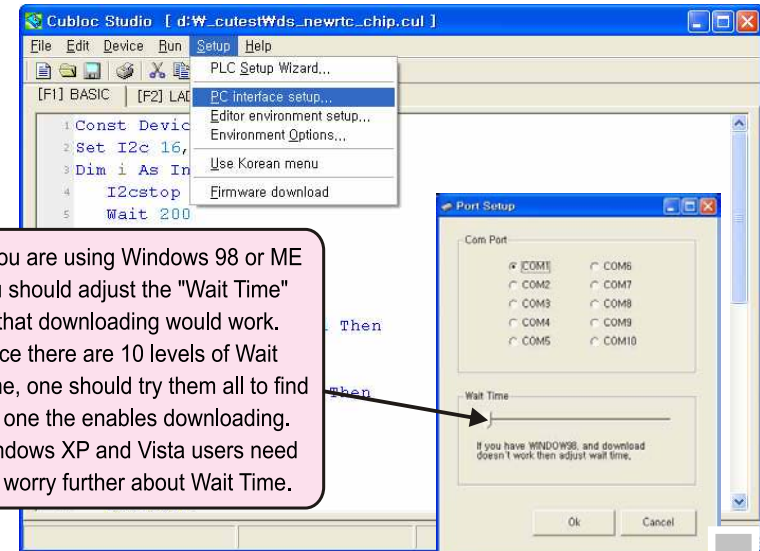 Cubloc Studio [ d:₩_cutest₩ds_newrtc_chip.cul ]
File Edit Device Run Setup Help
PLC Setup Wizard...
PC interface setup...
Editor environment setup...
Environment Options...
Use Korean menu
Firmware download
[F1] BASIC [F2] LAD
1 Const Devic
2 Set I2c 16,
3 Dim i As In
4 I2cstop
5 Wait 200
Then
Then
ou are using Windows 98 or ME
u should adjust the "Wait Time"
that downloading would work.
ce there are 10 levels of Wait
ne, one should try them all to find
one the enables downloading.
ndows XP and Vista users need
worry further about Wait Time.
Port Setup
Com Port
COM1 COM6
COM2 COM7
COM3 COM8
COM4 COM9
COM5 COM10
Wait Time
If you have WINDOW98, and download
doesn't work then adjust wait time.
Ok Cancel